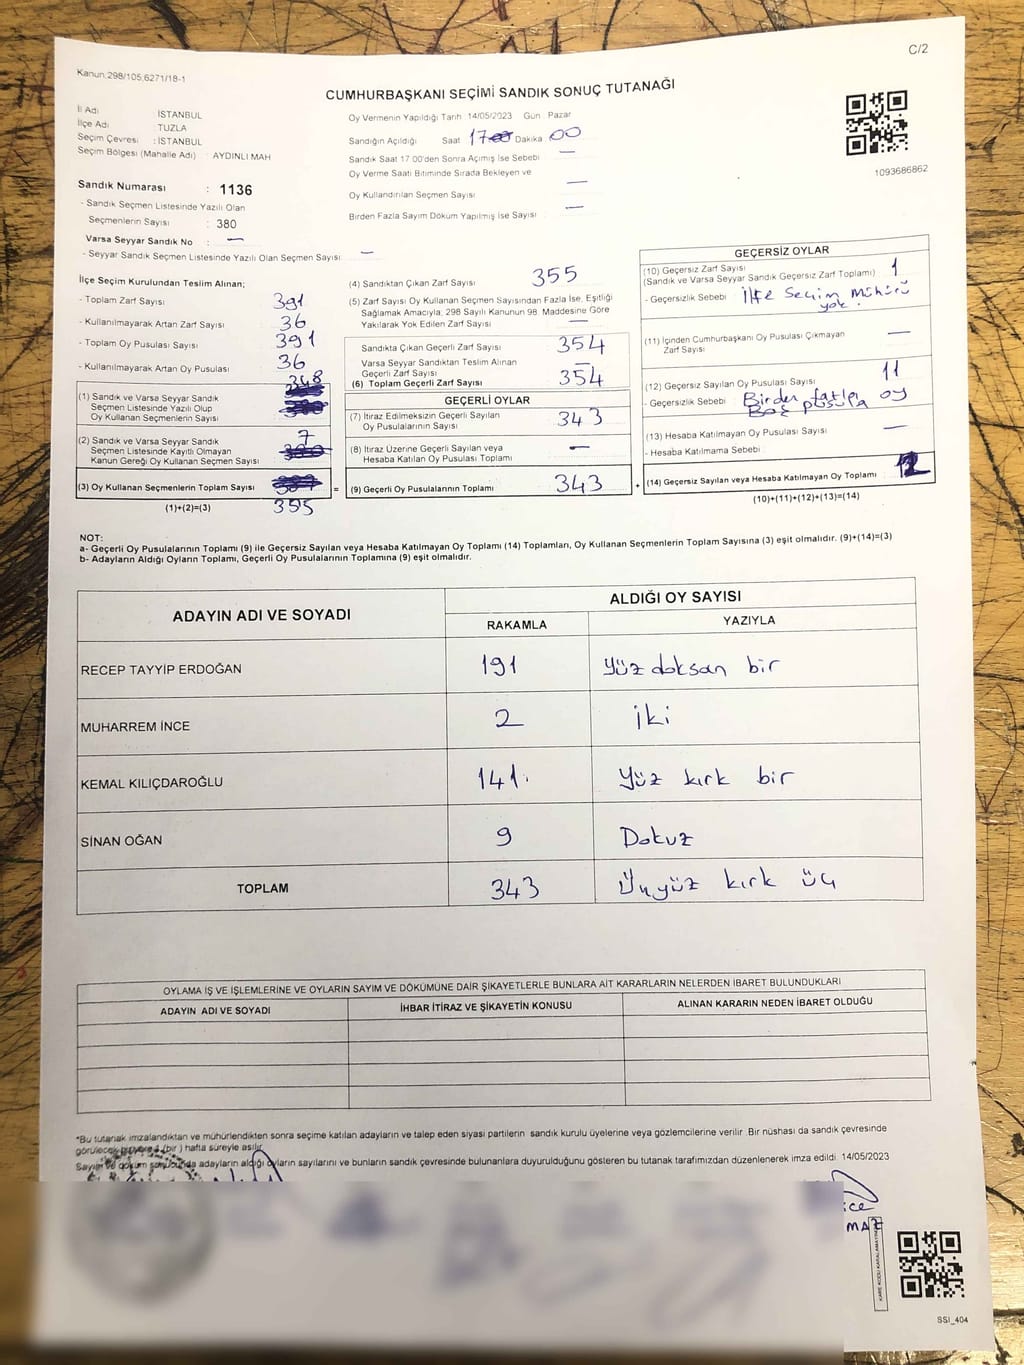 C/2
Kanun:298/105,6271/18-1
CUMHURBAŞKANI SEÇİMİ SANDIK SONUÇ TUTANAĞI
İl Adı : İSTANBUL
İlçe Adı : TUZLA
Seçim Çevresi : İSTANBUL
Seçim Bölgesi (Mahalle Adı) : AYDINLI MAH
Sandık Numarası : 1136
- Sandık Seçmen Listesinde Yazılı Olan
Seçmenlerin Sayısı : 380
Varsa Seyyar Sandık No : —
- Seyyar Sandık Seçmen Listesinde Yazılı Olan Seçmen Sayısı: —
Oy Vermenin Yapıldığı Tarih 14/05/2023 Gün : Pazar
Sandığın Açıldığı Saat 17 Dakika 00
Sandık Saat 17:00'den Sonra Açımış İse Sebebi —
Oy Verme Saati Bitiminde Sırada Bekleyen ve
Oy Kullandırılan Seçmen Sayısı —
Birden Fazla Sayım Döküm Yapılmış İse Sayısı —
1093686862
İlçe Seçim Kurulundan Teslim Alınan;
- Toplam Zarf Sayısı 391
- Kullanılmayarak Artan Zarf Sayısı 36
- Toplam Oy Pusulası Sayısı 391
- Kullanılmayarak Artan Oy Pusulası 36
348
(1) Sandık ve Varsa Seyyar Sandık
Seçmen Listesinde Yazılı Olup
Oy Kullanan Seçmenlerin Sayısı
(2) Sandık ve Varsa Seyyar Sandık 7
Seçmen Listesinde Kayıtlı Olmayan
Kanun Gereği Oy Kullanan Seçmen Sayısı
(3) Oy Kullanan Seçmenlerin Toplam Sayısı =
(1)+(2)=(3) 355
(4) Sandıktan Çıkan Zarf Sayısı 355
(5) Zarf Sayısı Oy Kullanan Seçmen Sayısından Fazla İse, Eşitliği
Sağlamak Amacıyla, 298 Sayılı Kanunun 98. Maddesine Göre
Yakılarak Yok Edilen Zarf Sayısı —
Sandıkta Çıkan Geçerli Zarf Sayısı 354
Varsa Seyyar Sandıktan Teslim Alınan
Geçerli Zarf Sayısı —
(6) Toplam Geçerli Zarf Sayısı 354
GEÇERLİ OYLAR
(7) İtiraz Edilmeksizin Geçerli Sayılan
Oy Pusulalarının Sayısı 343
(8) İtiraz Üzerine Geçerli Sayılan veya
Hesaba Katılan Oy Pusulası Toplamı —
(9) Geçerli Oy Pusulalarının Toplamı 343 +
GEÇERSİZ OYLAR
(10) Geçersiz Zarf Sayısı
(Sandık ve Varsa Seyyar Sandık Geçersiz Zarf Toplamı) 1
- Geçersizlik Sebebi : İlçe Seçim Mühürü
yok.
(11) İçinden Cumhurbaşkanı Oy Pusulası Çıkmayan
Zarf Sayısı —
(12) Geçersiz Sayılan Oy Pusulası Sayısı 11
- Geçersizlik Sebebi : Birden fazla oy
Boş pusula
(13) Hesaba Katılmayan Oy Pusulası Sayısı —
- Hesaba Katılmama Sebebi :
(14) Geçersiz Sayılan veya Hesaba Katılmayan Oy Toplamı 12
(10)+(11)+(12)+(13)=(14)
NOT:
a- Geçerli Oy Pusulalarının Toplamı (9) ile Geçersiz Sayılan veya Hesaba Katılmayan Oy Toplamı (14) Toplamları, Oy Kullanan Seçmenlerin Toplam Sayısına (3) eşit olmalıdır. (9)+(14)=(3)
b- Adayların Aldığı Oyların Toplamı, Geçerli Oy Pusulalarının Toplamına (9) eşit olmalıdır.
ADAYIN ADI VE SOYADI
ALDIĞI OY SAYISI
RAKAMLA YAZIYLA
RECEP TAYYİP ERDOĞAN 191 Yüz doksan bir
MUHARREM İNCE 2 İki
KEMAL KILIÇDAROĞLU 141 Yüz kırk bir
SİNAN OĞAN 9 Dokuz
TOPLAM 343 Üçyüz kırk üç
OYLAMA İŞ VE İŞLEMLERİNE VE OYLARIN SAYIM VE DÖKÜMÜNE DAİR ŞİKAYETLERLE BUNLARA AİT KARARLARIN NELERDEN İBARET BULUNDUKLARI
ADAYIN ADI VE SOYADI İHBAR İTİRAZ VE ŞİKAYETİN KONUSU ALINAN KARARIN NEDEN İBARET OLDUĞU
*Bu tutanak imzalandıktan ve mühürlendikten sonra seçime katılan adayların ve talep eden siyasi partilerin sandık kurulu üyelerine veya gözlemcilerine verilir. Bir nüshası da sandık çevresinde
görülecek bir yere 1 (bir) hafta süreyle asılır.
Sayım ve döküm sonucunda adayların aldığı oyların sayılarını ve bunların sandık çevresinde bulunanlara duyurulduğunu gösteren bu tutanak tarafımızdan düzenlenerek imza edildi. 14/05/2023
KARE KODU KARALAMAYINIZ
SSI_404